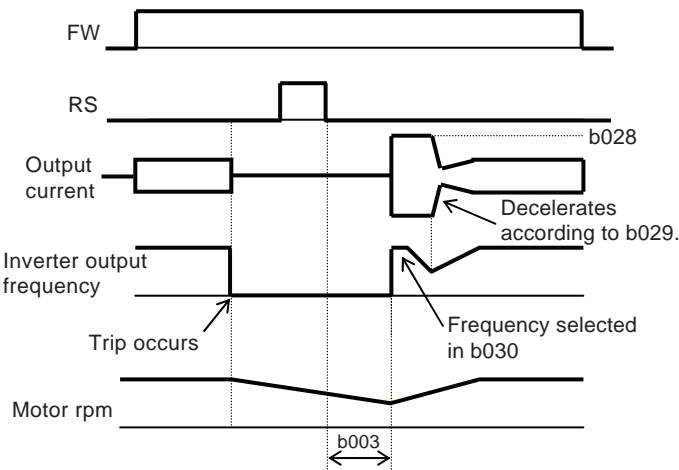 FW
RS
b028
Output
current
Decelerates
according to b029.
Inverter output
frequency
Frequency selected
in b030
Trip occurs
Motor rpm
b003